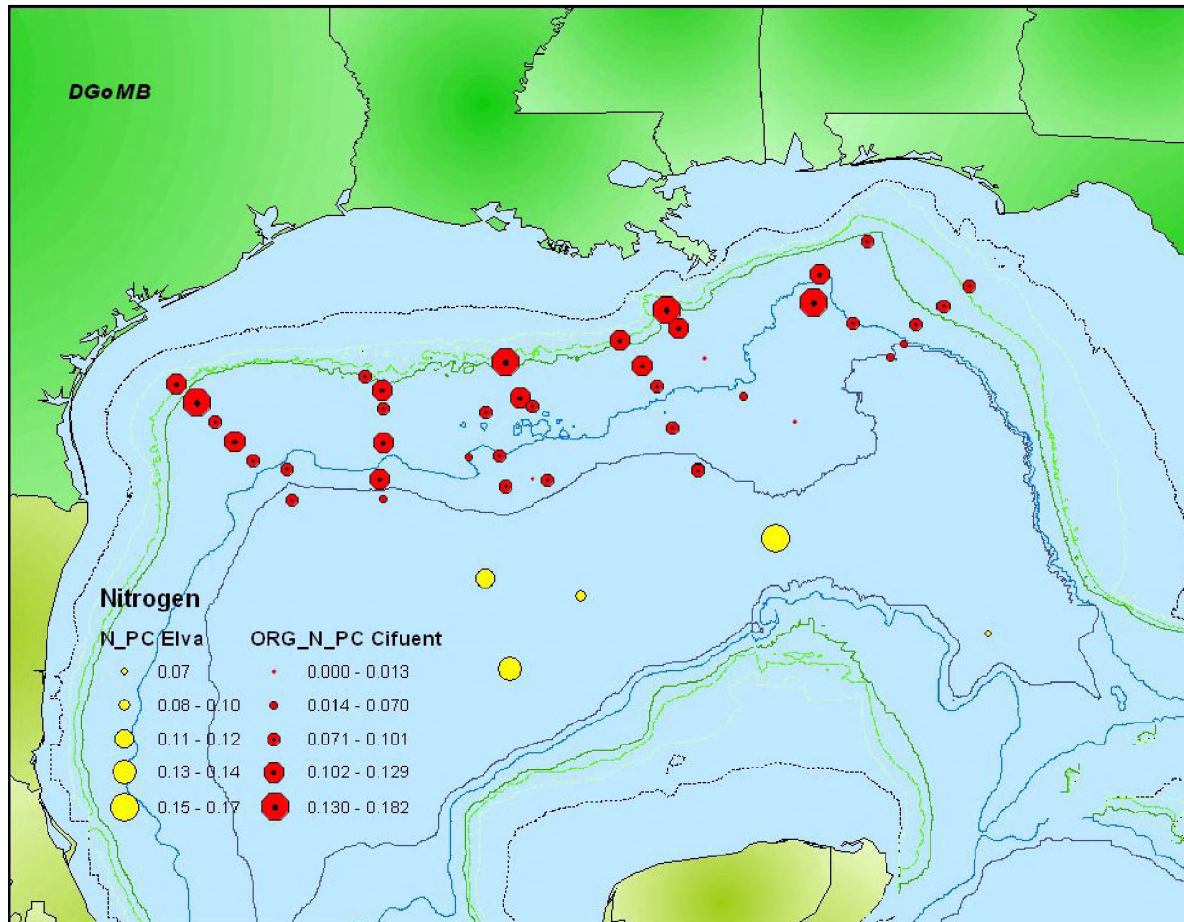 DGoMB
Nitrogen
N_PC Elva ORG_N_PC Cifuent
0.07 0.000 - 0.013
0.08 - 0.10 0.014 - 0.070
0.11 - 0.12 0.071 - 0.101
0.13 - 0.14 0.102 - 0.129
0.15 - 0.17 0.130 - 0.182